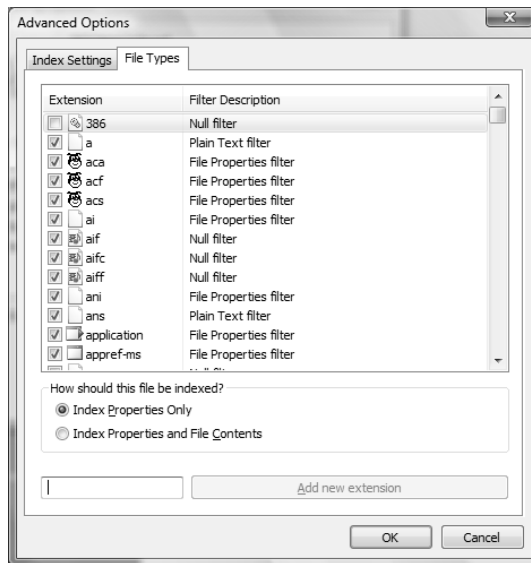 Advanced Options
Index Settings File Types
Extension Filter Description
386 Null filter
a Plain Text filter
aca File Properties filter
acf File Properties filter
acs File Properties filter
ai File Properties filter
aif Null filter
aifc Null filter
aiff Null filter
ani File Properties filter
ans Plain Text filter
application File Properties filter
appref-ms File Properties filter
How should this file be indexed?
Index Properties Only
Index Properties and File Contents
Add new extension
OK Cancel